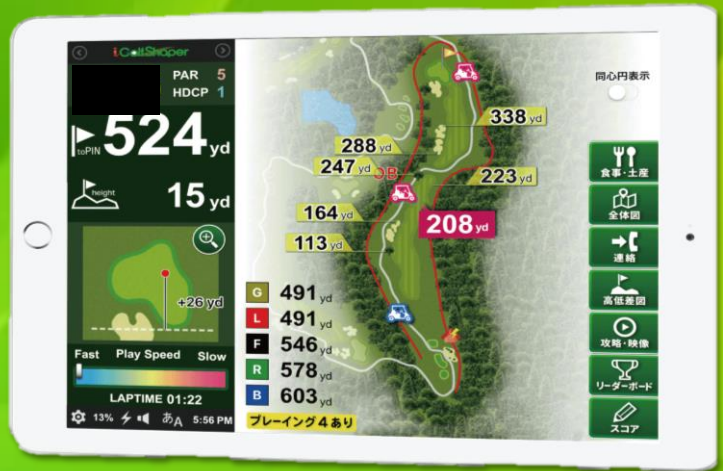 iGolfShaper
PAR 5
HDCP 1
toPIN 524 yd
height 15 yd
+26 yd
Fast Play Speed Slow
LAPTIME 01:22
13% あA 5:56 PM
338 yd
288 yd
247 yd
OB
223 yd
164 yd
208 yd
113 yd
G 491 yd
L 491 yd
F 546 yd
R 578 yd
B 603 yd
プレーイング4あり
同心円表示
食事・土産
全体図
連絡
高低差図
攻略・映像
リーダーボード
スコア